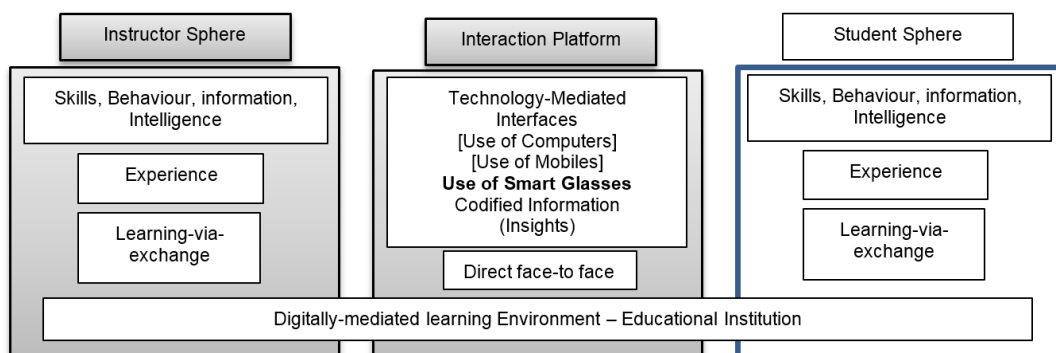 Instructor Sphere
Skills, Behaviour, information,
Intelligence
Experience
Learning-via-
exchange
Interaction Platform
Technology-Mediated
Interfaces
[Use of Computers]
[Use of Mobiles]
Use of Smart Glasses
Codified Information
(Insights)
Direct face-to face
Student Sphere
Skills, Behaviour, information,
Intelligence
Experience
Learning-via-
exchange
Digitally-mediated learning Environment – Educational Institution